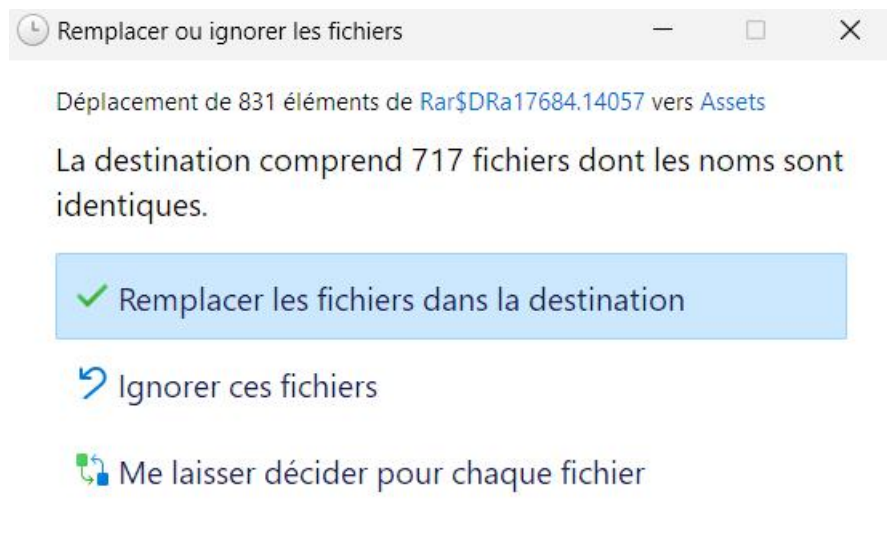 Remplacer ou ignorer les fichiers
Déplacement de 831 éléments de Rar$DRa17684.14057 vers Assets
La destination comprend 717 fichiers dont les noms sont
identiques.
Remplacer les fichiers dans la destination
Ignorer ces fichiers
Me laisser décider pour chaque fichier